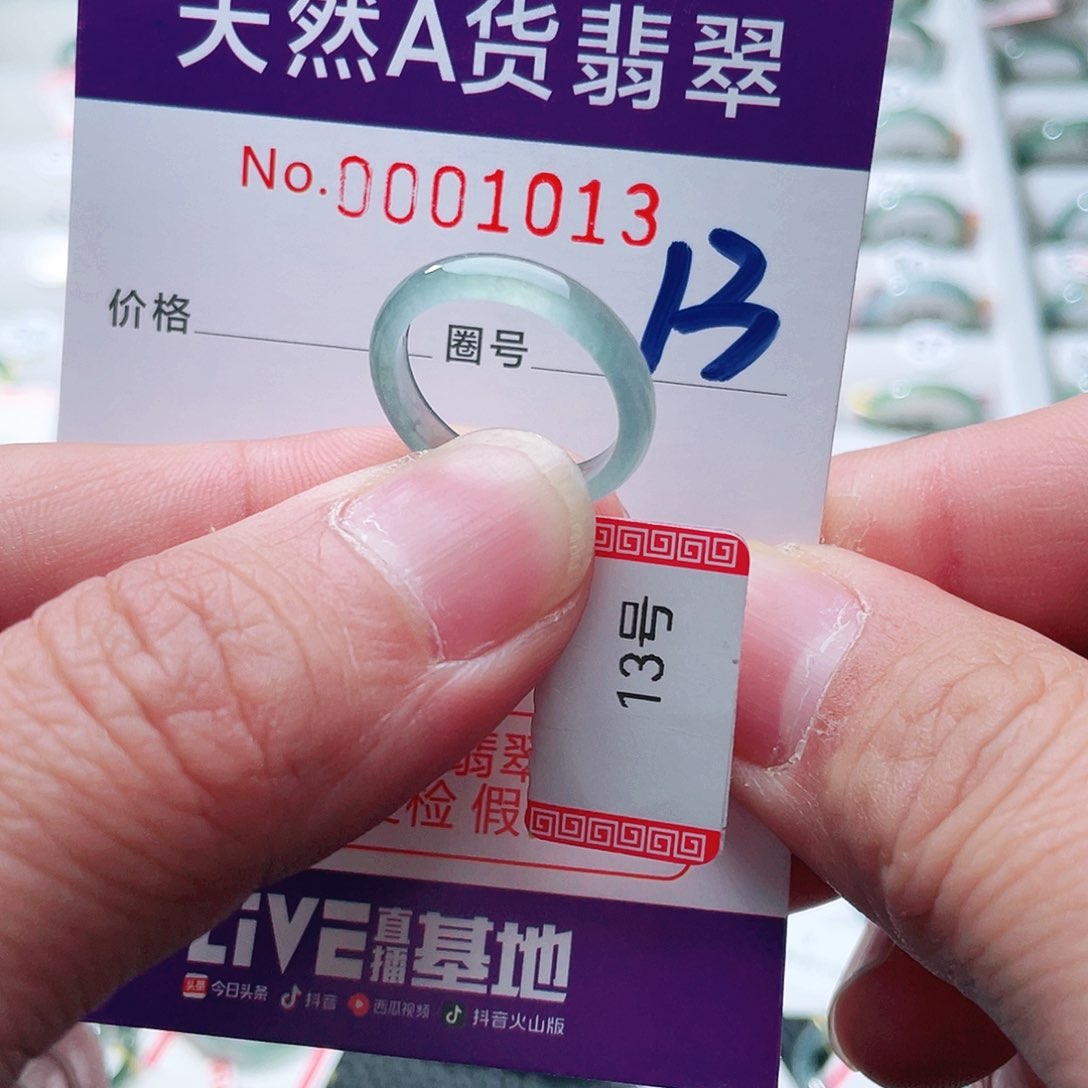 天然A货翡翠
No.0001013
价格 圈号 13
13号
翡翠
检 假
LIVE直播基地
今日头条 抖音 西瓜视频 抖音火山版